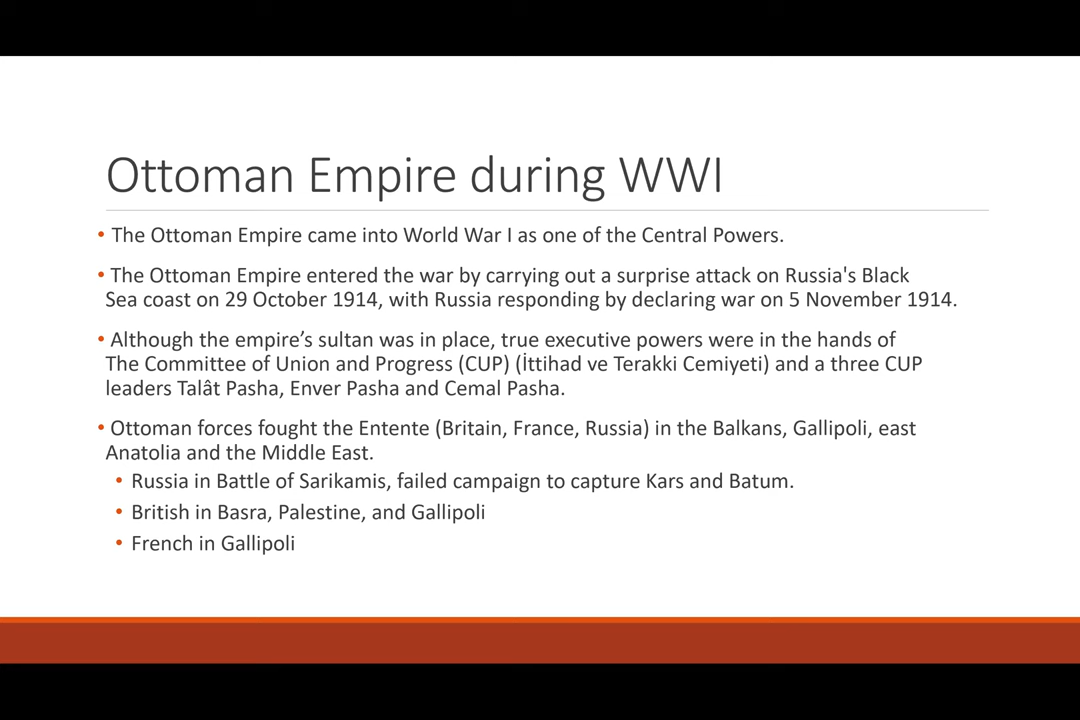 Ottoman Empire during WWI
• The Ottoman Empire came into World War I as one of the Central Powers.
• The Ottoman Empire entered the war by carrying out a surprise attack on Russia's Black
Sea coast on 29 October 1914, with Russia responding by declaring war on 5 November 1914.
• Although the empire’s sultan was in place, true executive powers were in the hands of
The Committee of Union and Progress (CUP) (İttihad ve Terakki Cemiyeti) and a three CUP
leaders Talât Pasha, Enver Pasha and Cemal Pasha.
• Ottoman forces fought the Entente (Britain, France, Russia) in the Balkans, Gallipoli, east
Anatolia and the Middle East.
• Russia in Battle of Sarikamis, failed campaign to capture Kars and Batum.
• British in Basra, Palestine, and Gallipoli
• French in Gallipoli